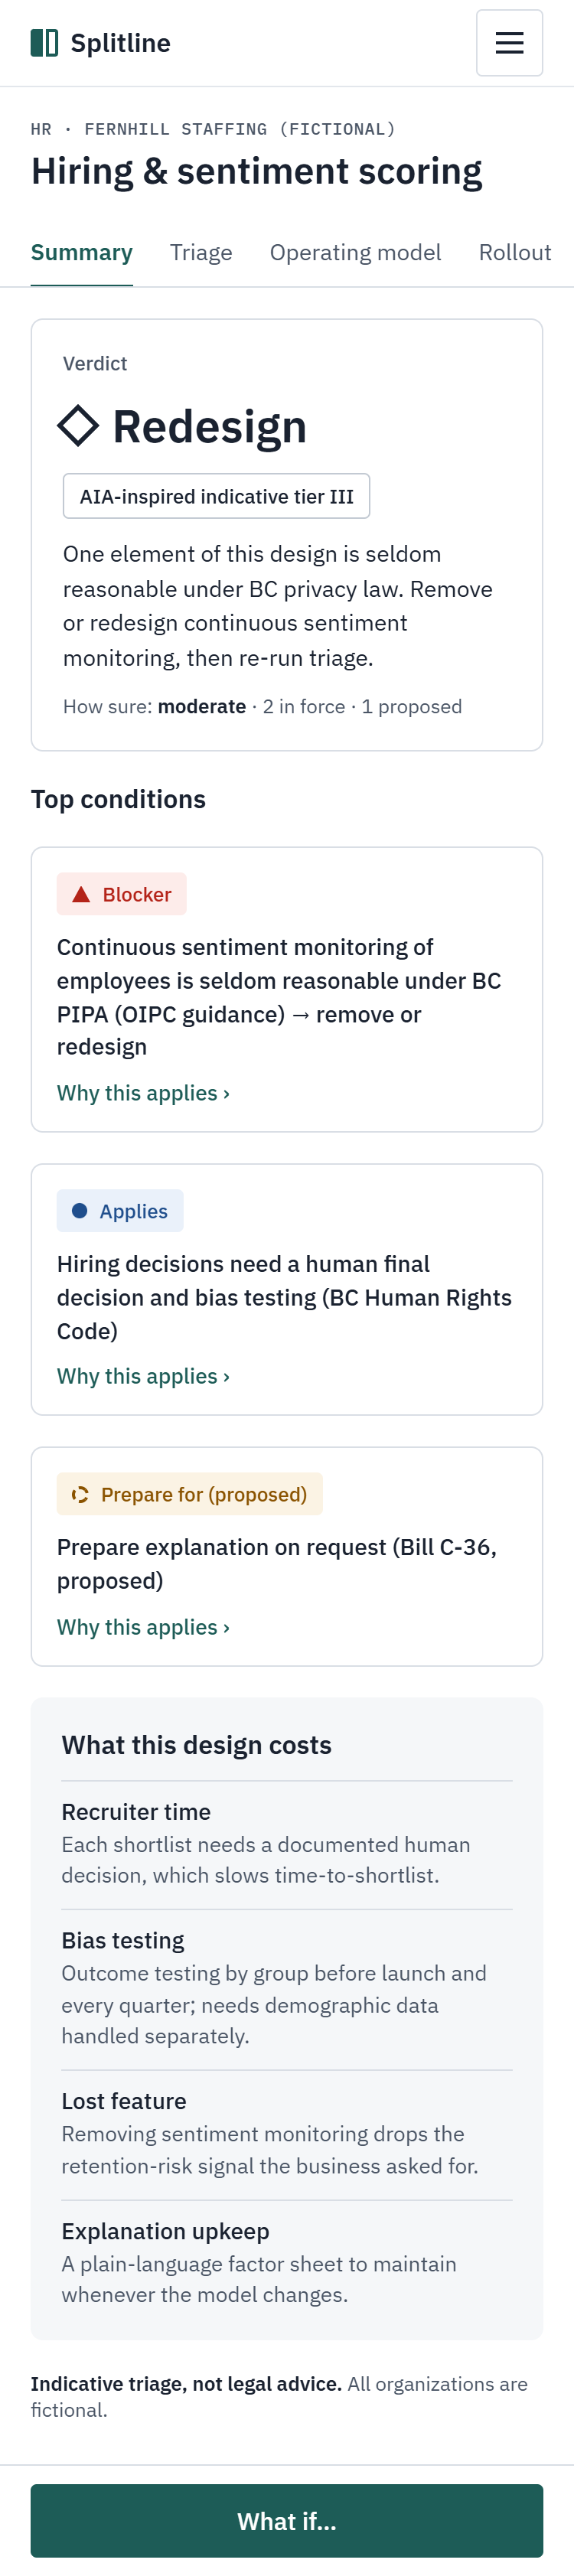 Splitline
HR · FERNHILL STAFFING (FICTIONAL)
Hiring & sentiment scoring
Summary Triage Operating model Rollout
Verdict
Redesign
AIA-inspired indicative tier III
One element of this design is seldom
reasonable under BC privacy law. Remove
or redesign continuous sentiment
monitoring, then re-run triage.
How sure: moderate · 2 in force · 1 proposed
Top conditions
Blocker
Continuous sentiment monitoring of
employees is seldom reasonable under BC
PIPA (OIPC guidance) → remove or
redesign
Why this applies ›
Applies
Hiring decisions need a human final
decision and bias testing (BC Human Rights
Code)
Why this applies ›
Prepare for (proposed)
Prepare explanation on request (Bill C-36,
proposed)
Why this applies ›
What this design costs
Recruiter time
Each shortlist needs a documented human
decision, which slows time-to-shortlist.
Bias testing
Outcome testing by group before launch and
every quarter; needs demographic data
handled separately.
Lost feature
Removing sentiment monitoring drops the
retention-risk signal the business asked for.
Explanation upkeep
A plain-language factor sheet to maintain
whenever the model changes.
Indicative triage, not legal advice. All organizations are
fictional.
What if…